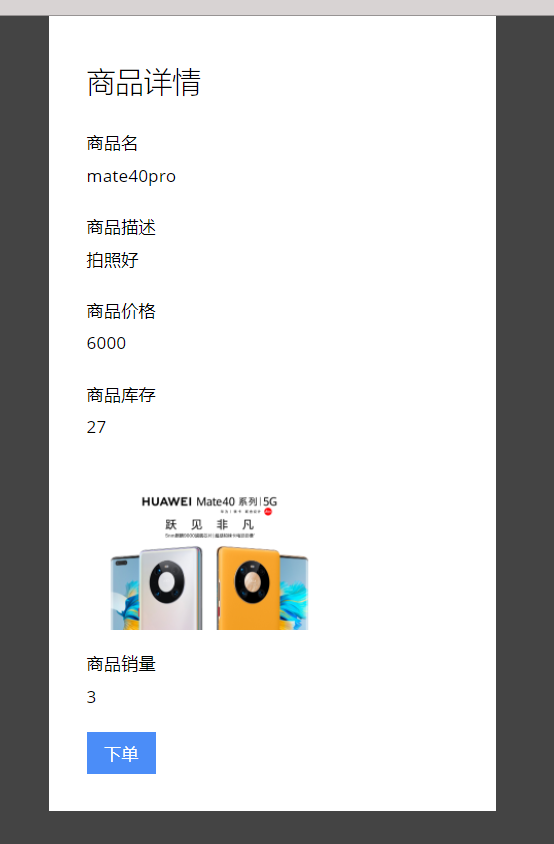 商品详情
商品名
mate40pro
商品描述
拍照好
商品价格
6000
商品库存
27
HUAWEI Mate40 系列|5G
跃 见 非 凡
商品销量
3
下单